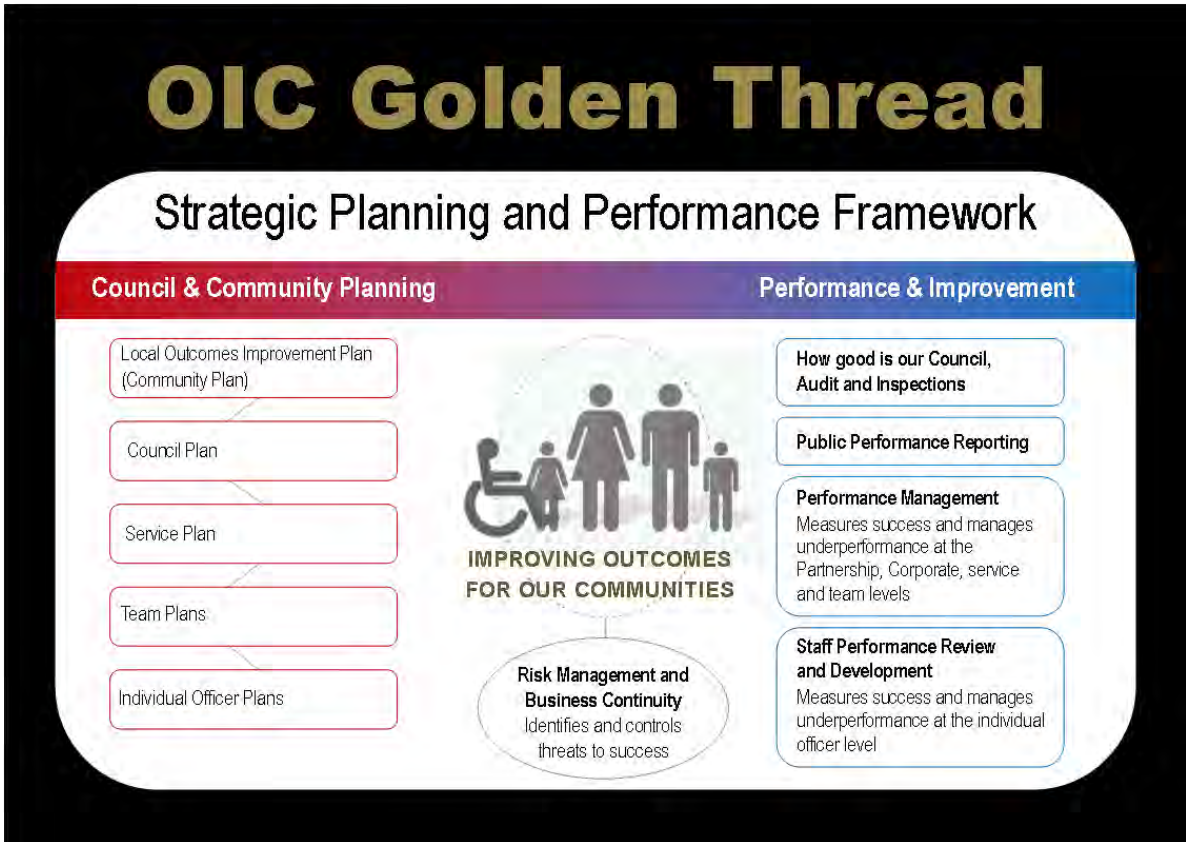 OIC Golden Thread
Strategic Planning and Performance Framework
Council & Community Planning
Performance & Improvement
Local Outcomes Improvement Plan
(Community Plan)
Council Plan
Service Plan
Team Plans
Individual Officer Plans
IMPROVING OUTCOMES
FOR OUR COMMUNITIES
Risk Management and
Business Continuity
Identifies and controls
threats to success
How good is our Council,
Audit and Inspections
Public Performance Reporting
Performance Management
Measures success and manages
underperformance at the
Partnership, Corporate, service
and team levels
Staff Performance Review
and Development
Measures success and manages
underperformance at the individual
officer level